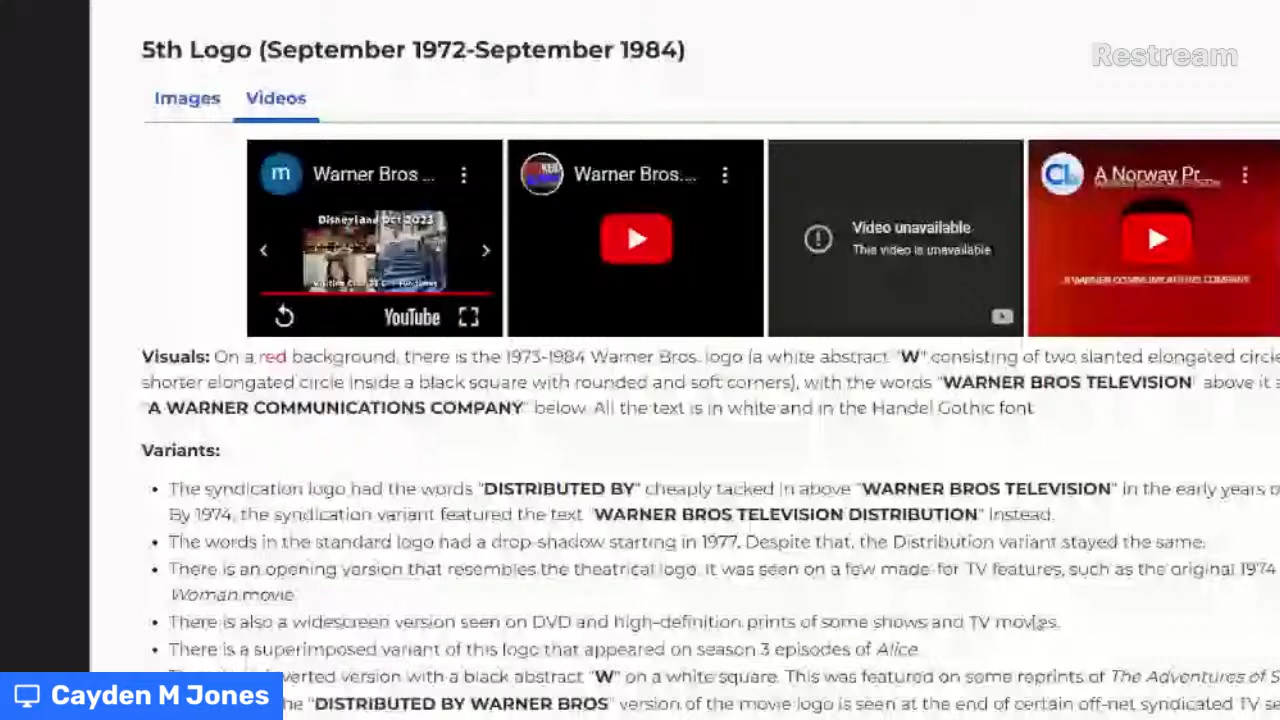 5th Logo (September 1972-September 1984)
Restream
Images Videos
m Warner Bros ...
Warner Bros....
Video unavailable
This video is unavailable
CL A Norway Pr...
Disneyland Oct 2023
A WARNER COMMUNICATIONS COMPANY
YouTube
Visuals: On a red background, there is the 1973-1984 Warner Bros. logo (a white abstract "W" consisting of two slanted elongated circle
shorter elongated circle inside a black square with rounded and soft corners), with the words "WARNER BROS TELEVISION" above it
"A WARNER COMMUNICATIONS COMPANY" below. All the text is in white and in the Handel Gothic font.
Variants:
• The syndication logo had the words "DISTRIBUTED BY" cheaply tacked in above "WARNER BROS TELEVISION" in the early years
By 1974, the syndication variant featured the text "WARNER BROS TELEVISION DISTRIBUTION" instead.
• The words in the standard logo had a drop-shadow starting in 1977. Despite that, the Distribution variant stayed the same.
• There is an opening version that resembles the theatrical logo. It was seen on a few made-for TV features, such as the original 1974
Woman movie.
• There is also a widescreen version seen on DVD and high-definition prints of some shows and TV movies.
• There is a superimposed variant of this logo that appeared on season 3 episodes of Alice.
verted version with a black abstract "W" on a white square. This was featured on some reprints of The Adventures of S
he "DISTRIBUTED BY WARNER BROS" version of the movie logo is seen at the end of certain off-net syndicated TV se
Cayden M Jones